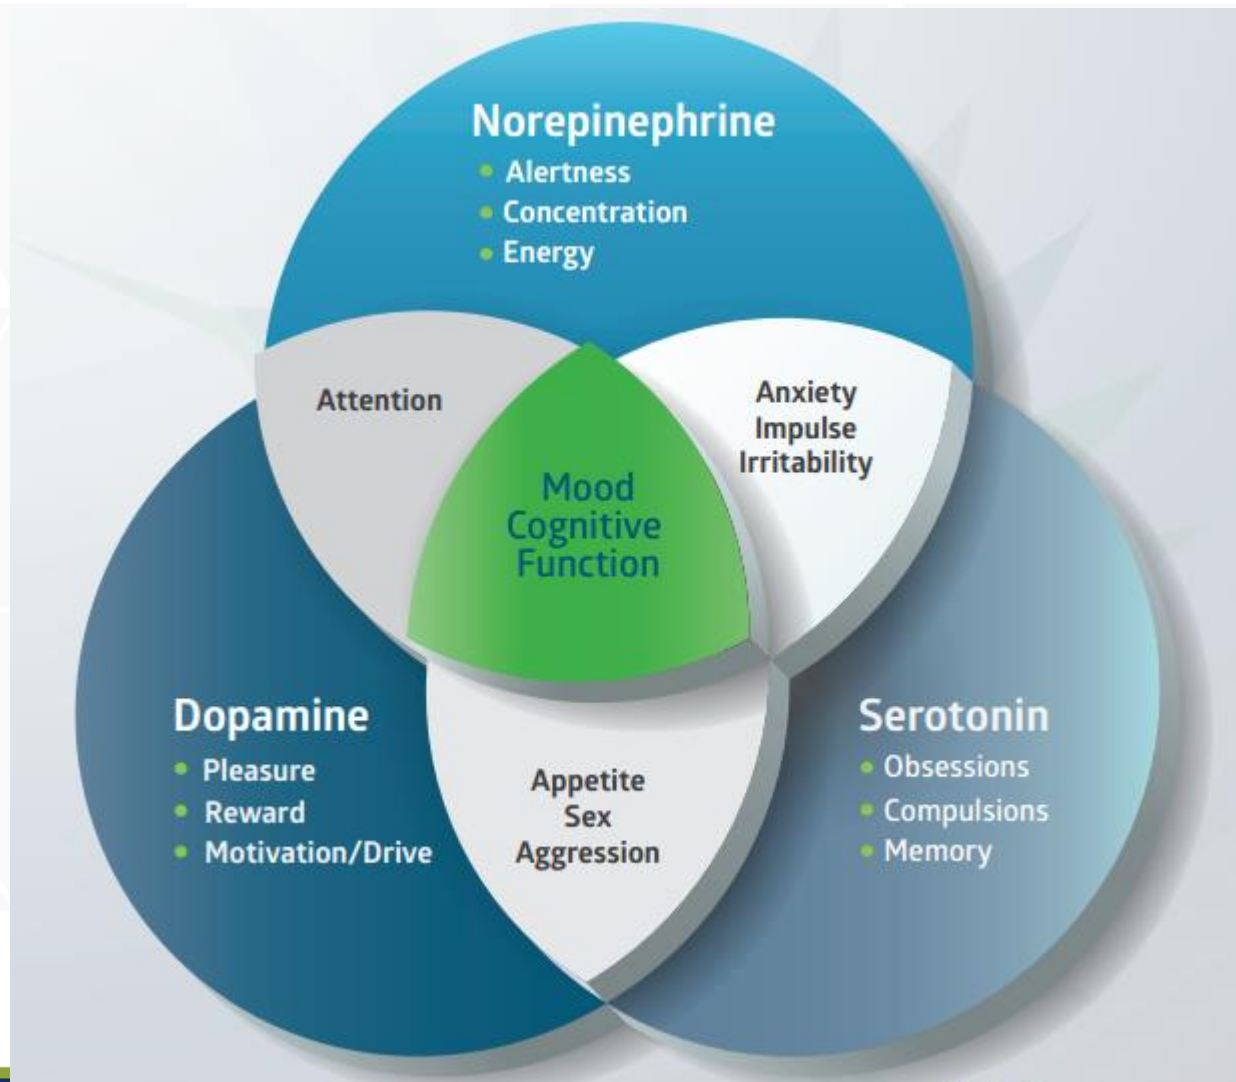 Norepinephrine
• Alertness
• Concentration
• Energy
Attention
Anxiety
Impulse
Irritability
Mood
Cognitive
Function
Dopamine
• Pleasure
• Reward
• Motivation/Drive
Appetite
Sex
Aggression
Serotonin
• Obsessions
• Compulsions
• Memory